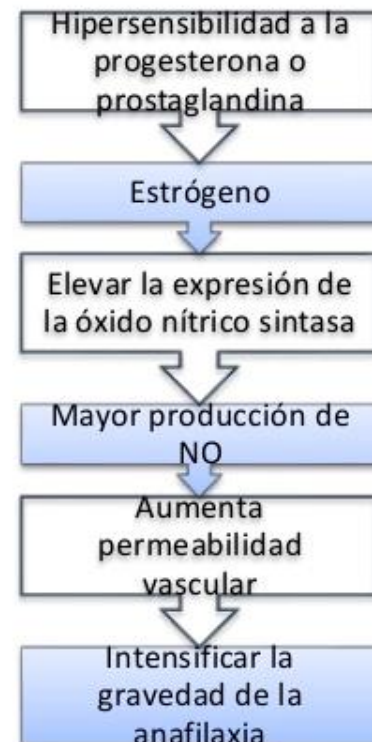 Hipersensibilidad a la
progesterona o
prostaglandina
Estrógeno
Elevar la expresión de
la óxido nítrico sintasa
Mayor producción de
NO
Aumenta
permeabilidad
vascular
Intensificar la
gravedad de la
anafilaxia